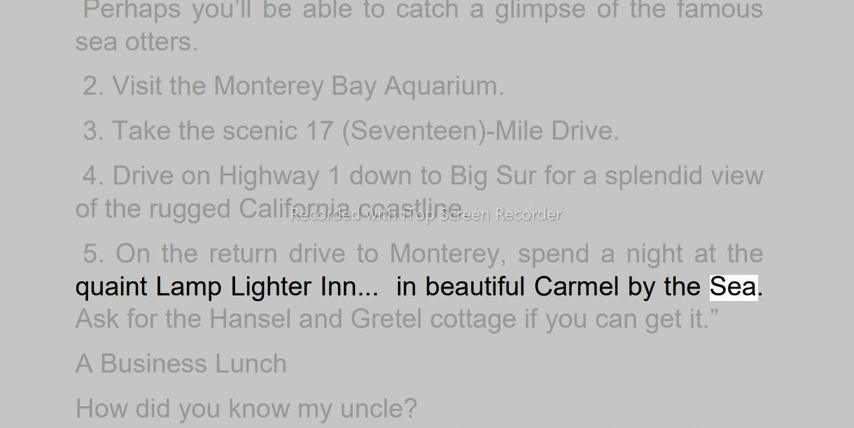 Perhaps you’ll be able to catch a glimpse of the famous
sea otters.
2. Visit the Monterey Bay Aquarium.
3. Take the scenic 17 (Seventeen)-Mile Drive.
4. Drive on Highway 1 down to Big Sur for a splendid view
of the rugged California coastline.
Recorded with iTop Screen Recorder
5. On the return drive to Monterey, spend a night at the
quaint Lamp Lighter Inn... in beautiful Carmel by the Sea.
Ask for the Hansel and Gretel cottage if you can get it.”
A Business Lunch
How did you know my uncle?